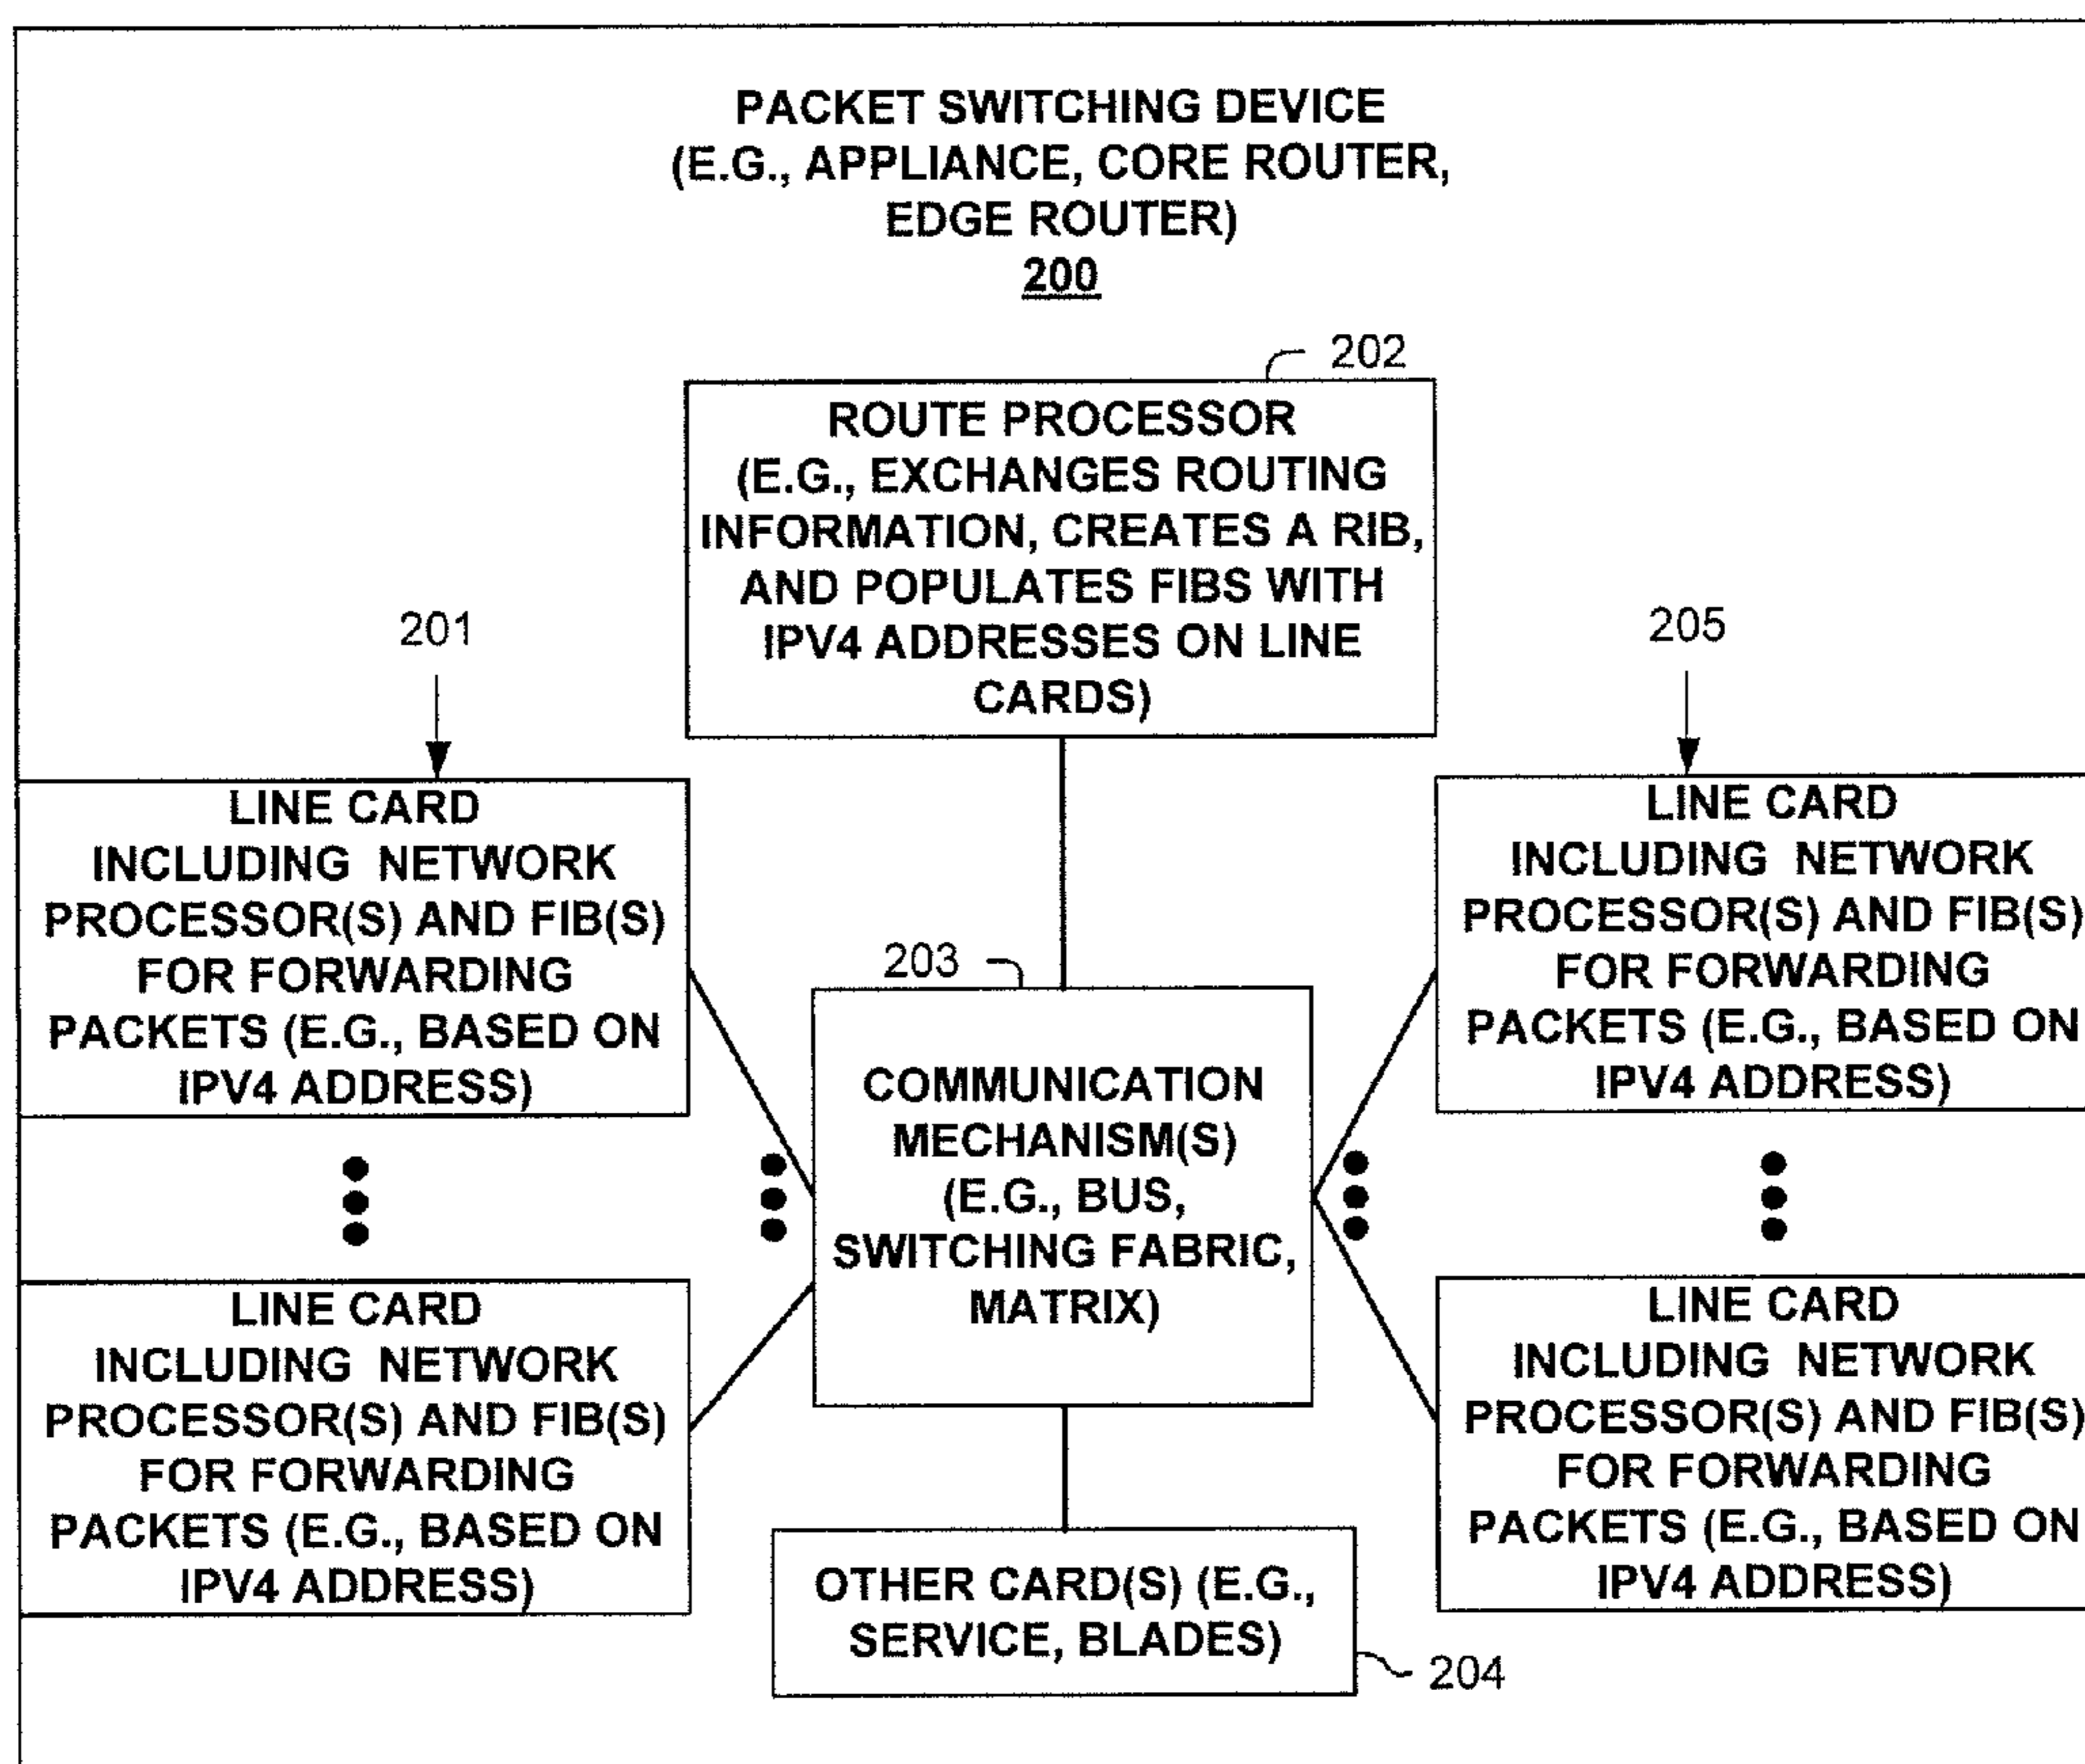 PACKET SWITCHING DEVICE
(E.G., APPLIANCE, CORE ROUTER,
EDGE ROUTER)
200
202
ROUTE PROCESSOR
(E.G., EXCHANGES ROUTING
INFORMATION, CREATES A RIB,
AND POPULATES FIBS WITH
IPV4 ADDRESSES ON LINE
CARDS)
201
LINE CARD
INCLUDING NETWORK
PROCESSOR(S) AND FIB(S)
FOR FORWARDING
PACKETS (E.G., BASED ON
IPV4 ADDRESS)
LINE CARD
INCLUDING NETWORK
PROCESSOR(S) AND FIB(S)
FOR FORWARDING
PACKETS (E.G., BASED ON
IPV4 ADDRESS)
203
COMMUNICATION
MECHANISM(S)
(E.G., BUS,
SWITCHING FABRIC,
MATRIX)
OTHER CARD(S) (E.G.,
SERVICE, BLADES)
204
205
LINE CARD
INCLUDING NETWORK
PROCESSOR(S) AND FIB(S)
FOR FORWARDING
PACKETS (E.G., BASED ON
IPV4 ADDRESS)
LINE CARD
INCLUDING NETWORK
PROCESSOR(S) AND FIB(S)
FOR FORWARDING
PACKETS (E.G., BASED ON
IPV4 ADDRESS)